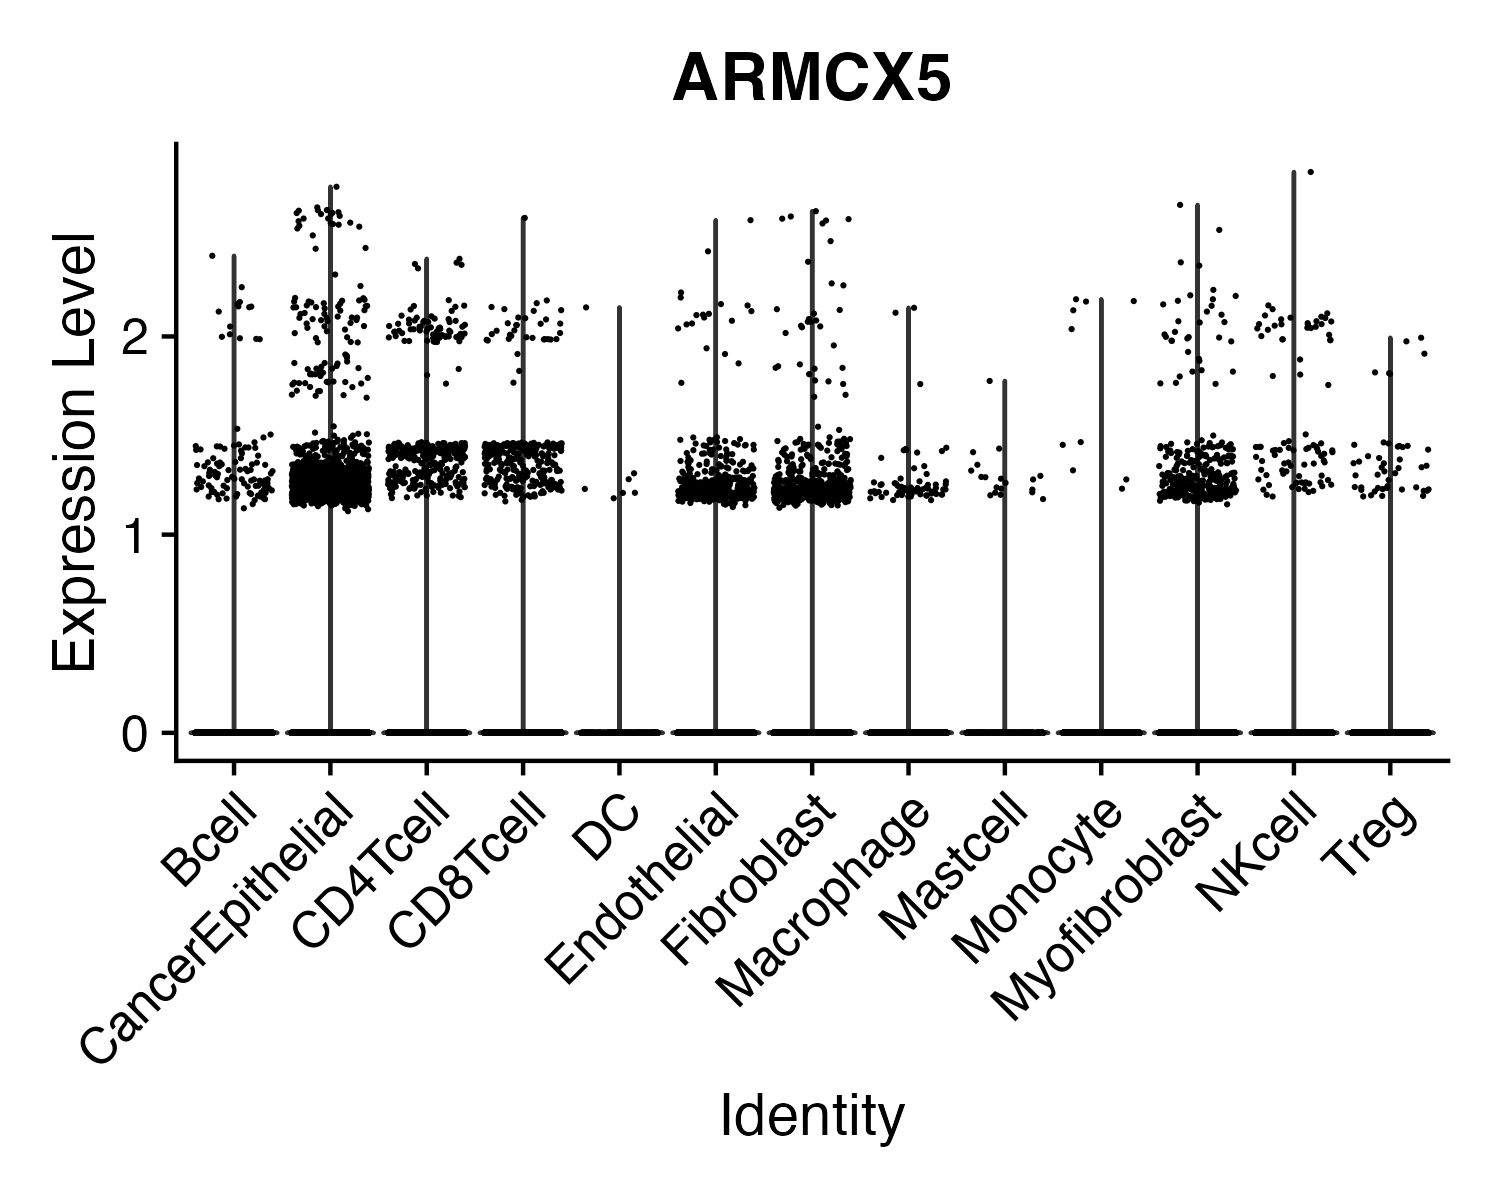 ARMCX5
Expression Level
2
1
0
Bcell
CancerEpithelial
CD4Tcell
CD8Tcell
DC
Endothelial
Fibroblast
Macrophage
Mastcell
Monocyte
Myofibroblast
NKcell
Treg
Identity